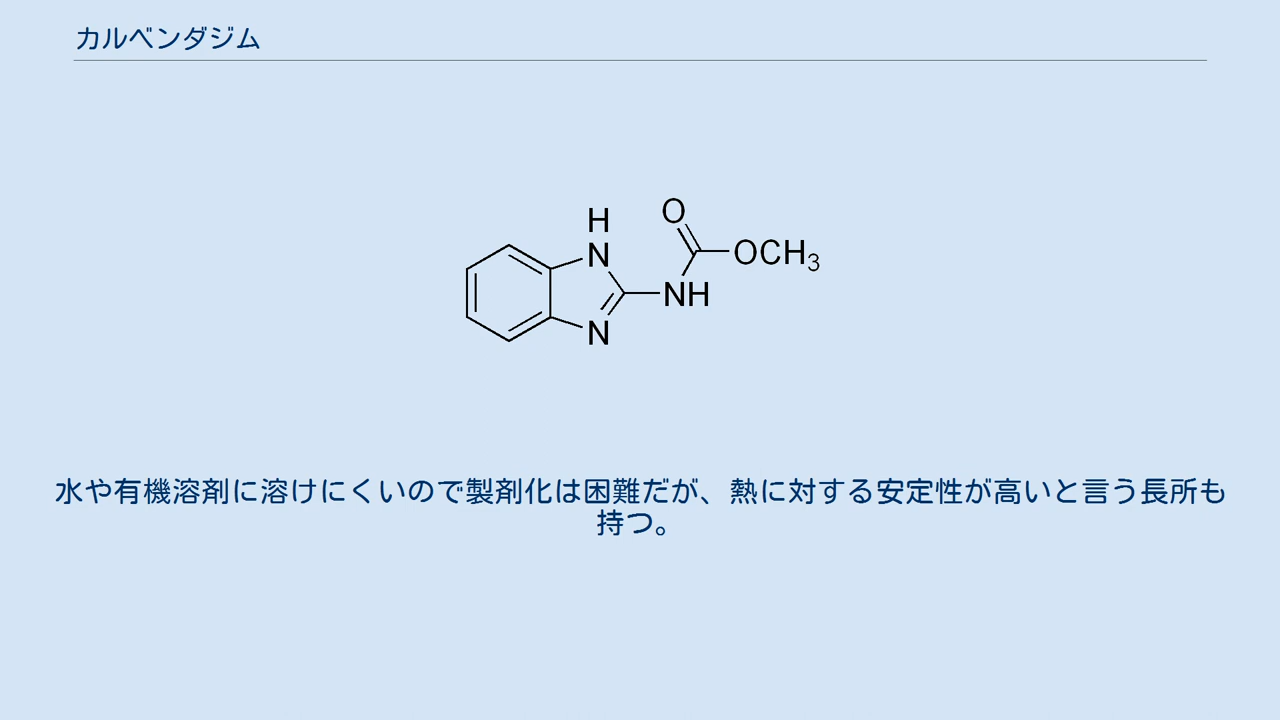 カルベンダジム
H
N
N
NH
O
OCH₃
水や有機溶剤に溶けにくいので製剤化は困難だが、熱に対する安定性が高いと言う長所も
持つ。